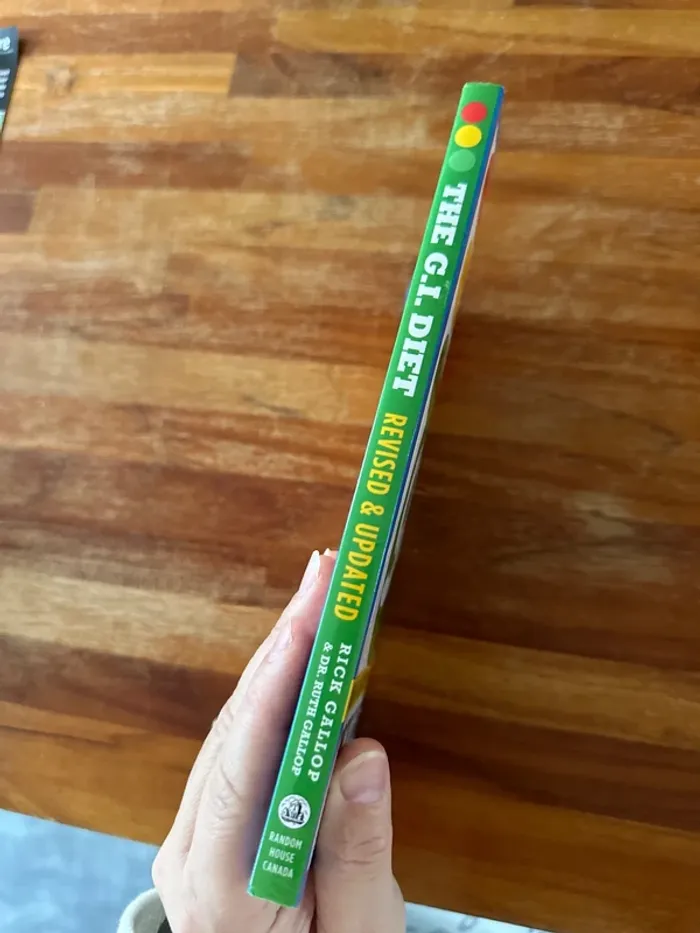 THE G.I. DIET
REVISED & UPDATED
RICK GALLOP
& DR. RUTH GALLOP
RANDOM
HOUSE
CANADA